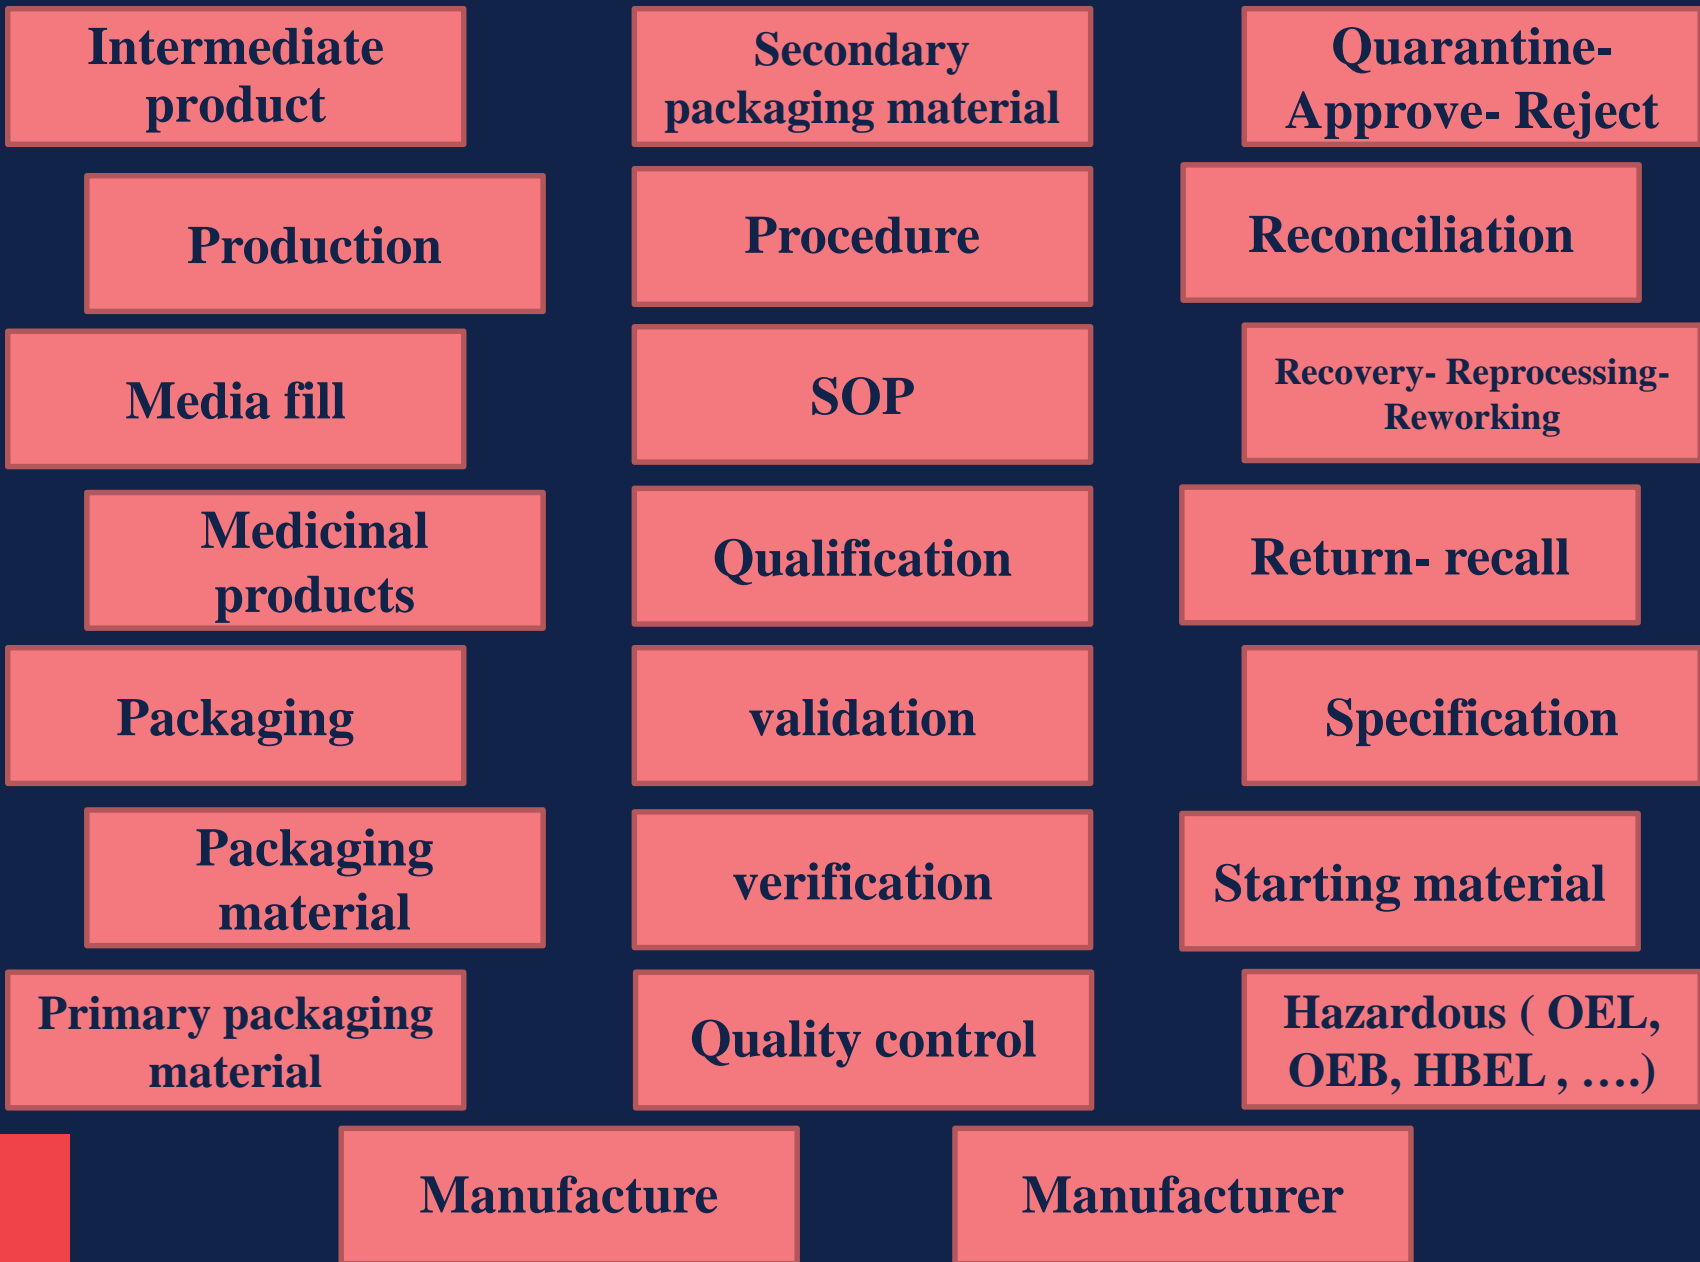 Intermediate
product
Secondary
packaging material
Quarantine-
Approve- Reject
Production
Procedure
Reconciliation
Media fill
SOP
Recovery- Reprocessing-
Reworking
Medicinal
products
Qualification
Return- recall
Packaging
validation
Specification
Packaging
material
verification
Starting material
Primary packaging
material
Quality control
Hazardous ( OEL,
OEB, HBEL , ….)
Manufacture
Manufacturer